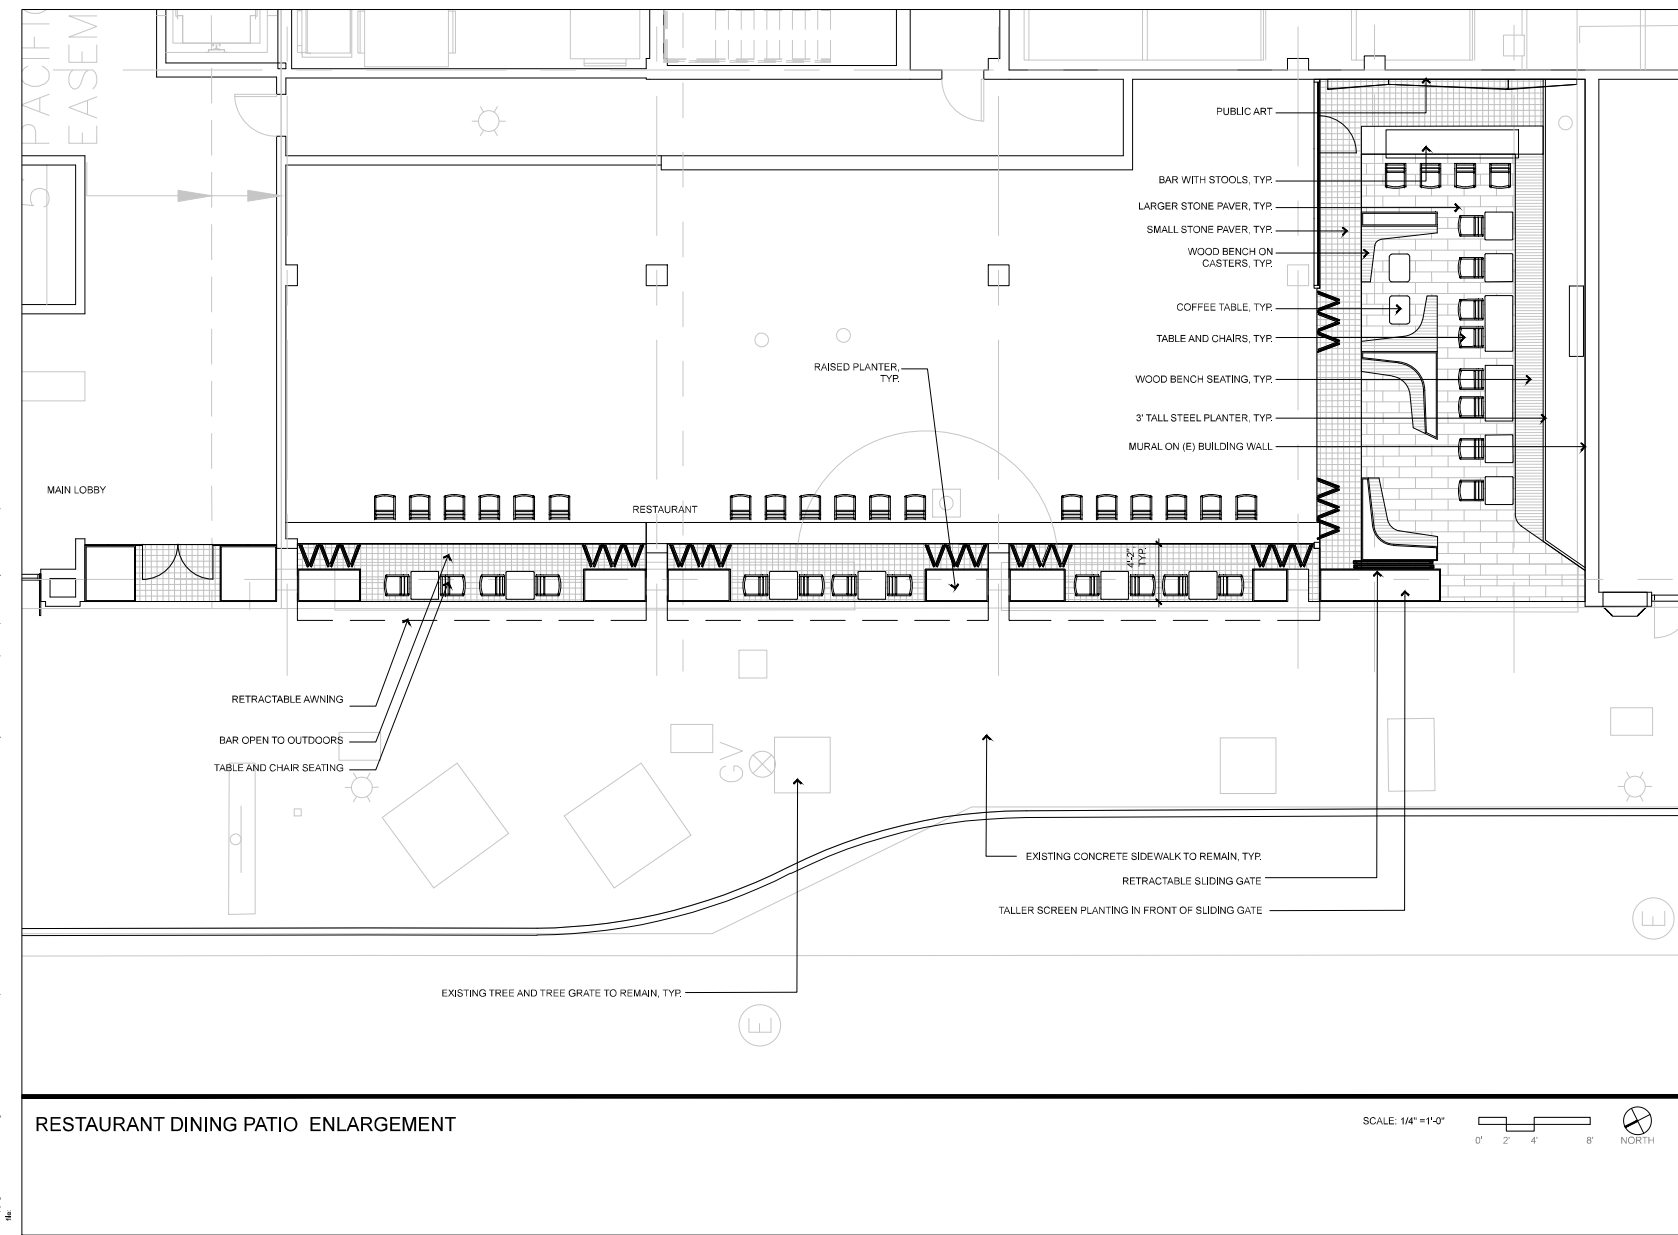 PUBLIC ART
BAR WITH STOOLS, TYP.
LARGER STONE PAVER, TYP.
SMALL STONE PAVER, TYP.
WOOD BENCH ON
CASTERS, TYP.
COFFEE TABLE, TYP.
TABLE AND CHAIRS, TYP.
RAISED PLANTER,
TYP.
WOOD BENCH SEATING, TYP.
3' TALL STEEL PLANTER, TYP.
MURAL ON (E) BUILDING WALL
MAIN LOBBY
RESTAURANT
4'-2"
TYP.
5'
RETRACTABLE AWNING
BAR OPEN TO OUTDOORS
TABLE AND CHAIR SEATING
GV
EXISTING CONCRETE SIDEWALK TO REMAIN, TYP.
RETRACTABLE SLIDING GATE
TALLER SCREEN PLANTING IN FRONT OF SLIDING GATE
E
EXISTING TREE AND TREE GRATE TO REMAIN, TYP.
E
RESTAURANT DINING PATIO ENLARGEMENT
SCALE: 1/4" =1'-0"
0' 2' 4' 8'
NORTH
file: